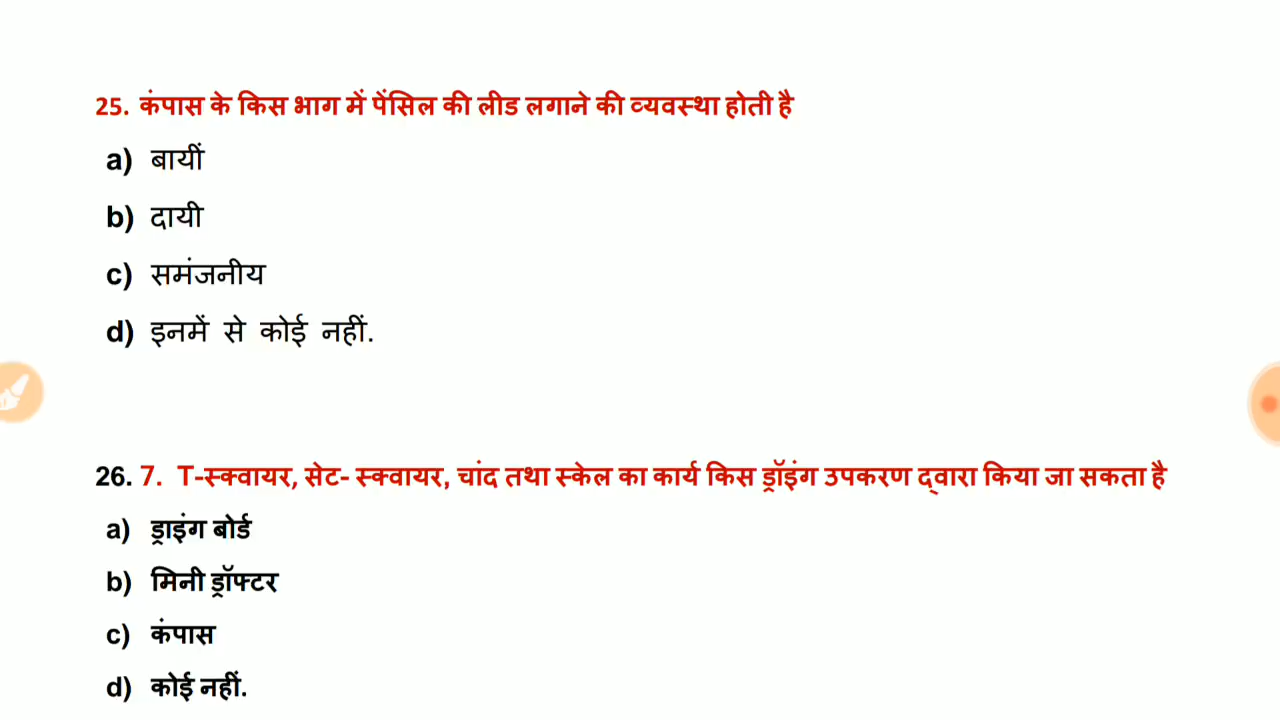 25. कंपास के किस भाग में पेंसिल की लीड लगाने की व्यवस्था होती है
a) बायीं
b) दायी
c) समंजनीय
d) इनमें से कोई नहीं.
26. 7. T-स्क्वायर, सेट- स्क्वायर, चांद तथा स्केल का कार्य किस ड्रॉइंग उपकरण द्वारा किया जा सकता है
a) ड्राइंग बोर्ड
b) मिनी ड्रॉफ्टर
c) कंपास
d) कोई नहीं.